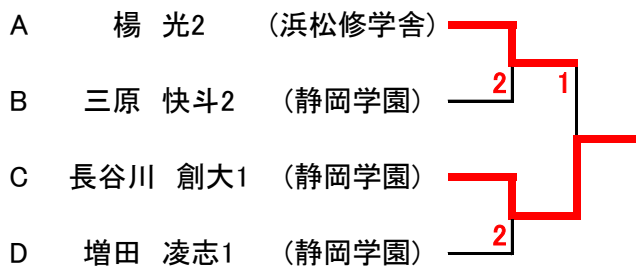 A 楊 光2 (浜松修学舎)
2 1
B 三原 快斗2 (静岡学園)
C 長谷川 創大1 (静岡学園)
2
D 増田 凌志1 (静岡学園)